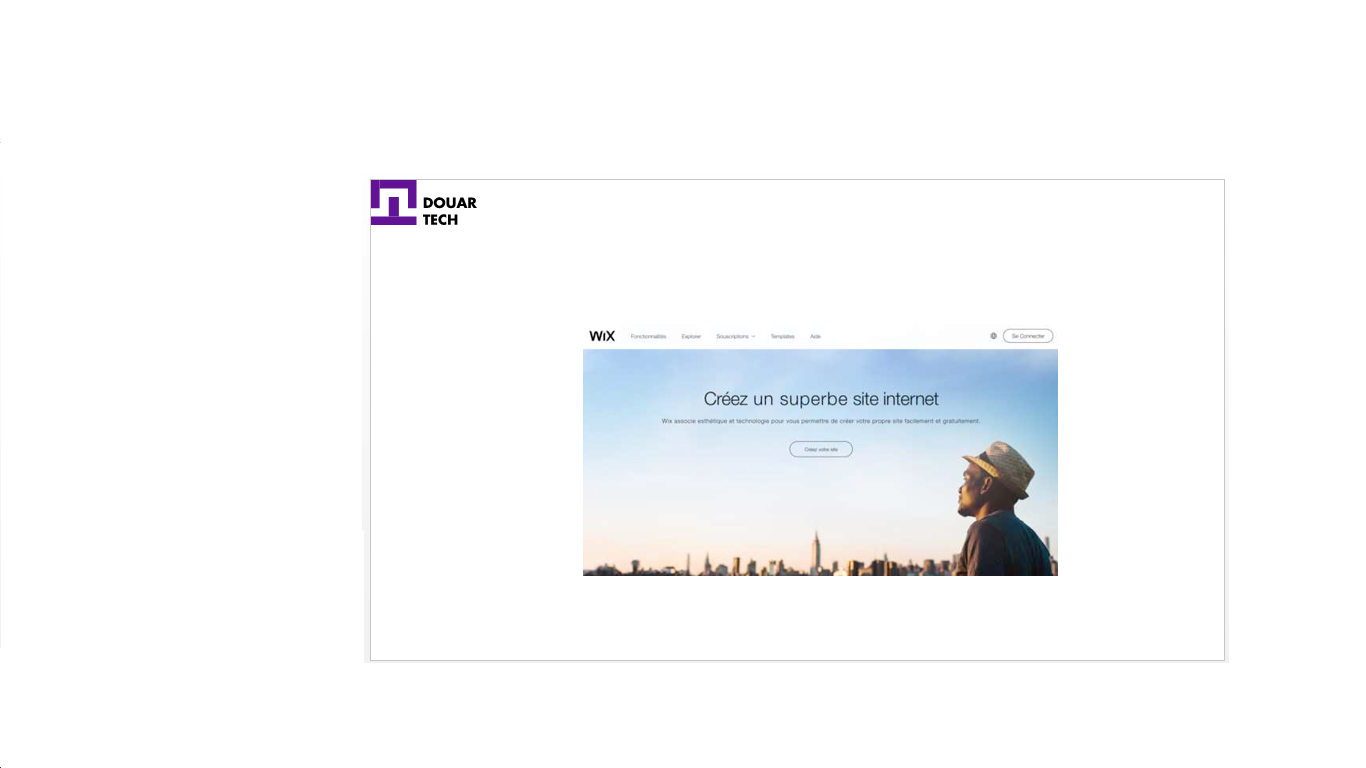 DOUAR
TECH
WiX Fonctionnalités Explorer Souscriptions Templates Aide Se Connecter
Créez un superbe site internet
Wix associe esthétique et technologie pour vous permettre de créer votre propre site facilement et gratuitement.
Créez votre site